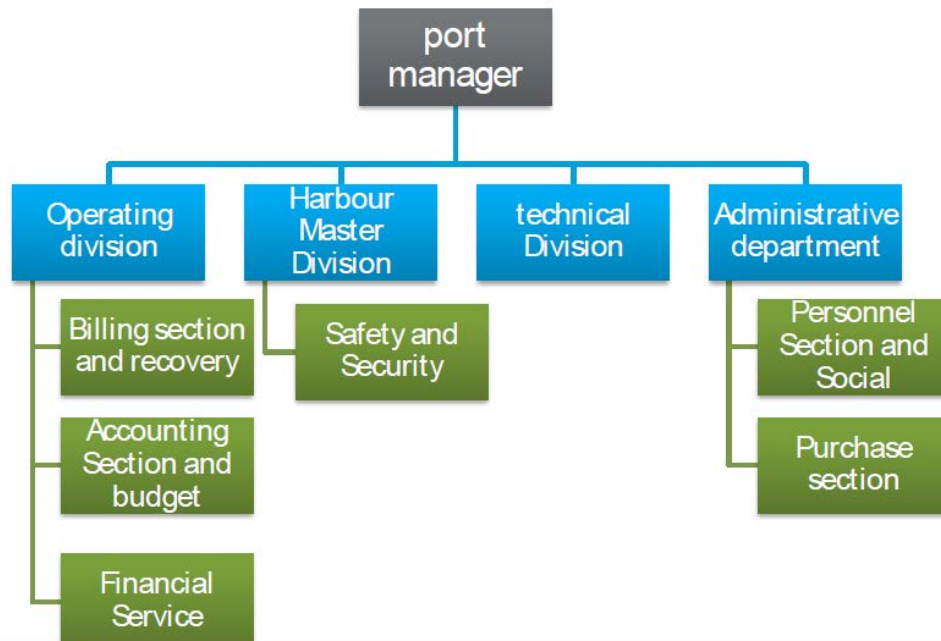 port
manager
Operating
division
Harbour
Master
Division
technical
Division
Administrative
department
Billing section
and recovery
Accounting
Section and
budget
Financial
Service
Safety and
Security
Personnel
Section and
Social
Purchase
section